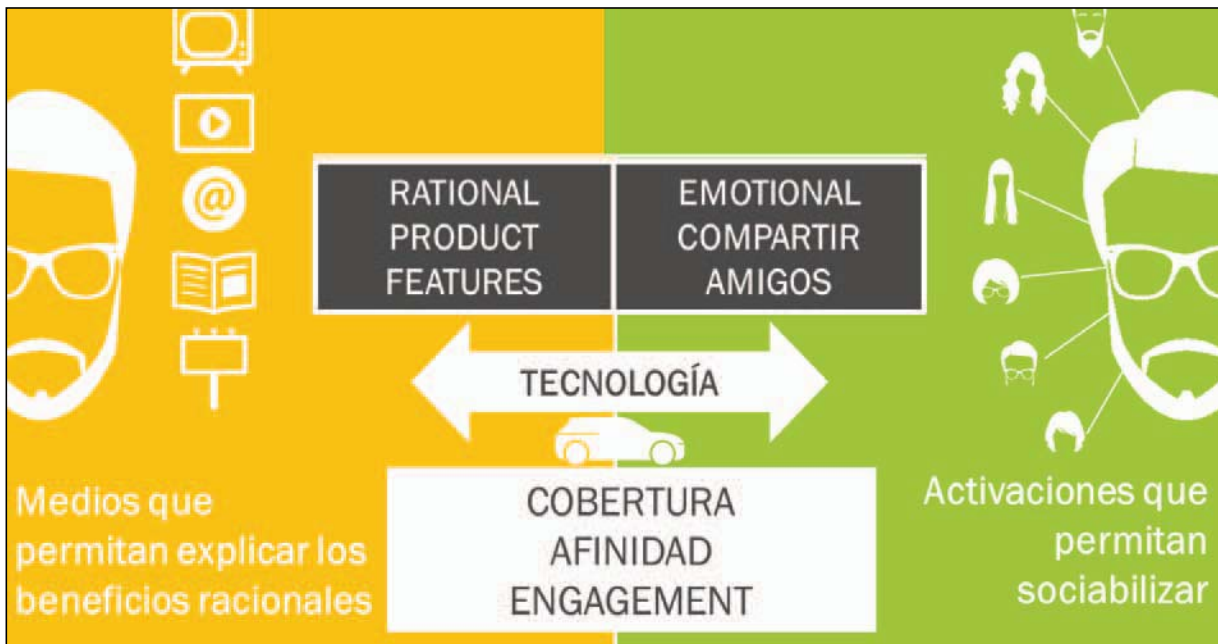 RATIONAL
PRODUCT
FEATURES
EMOTIONAL
COMPARTIR
AMIGOS
TECNOLOGÍA
COBERTURA
AFINIDAD
ENGAGEMENT
Medios que
permitan explicar los
beneficios racionales
Activaciones que
permitan
sociabilizar
@